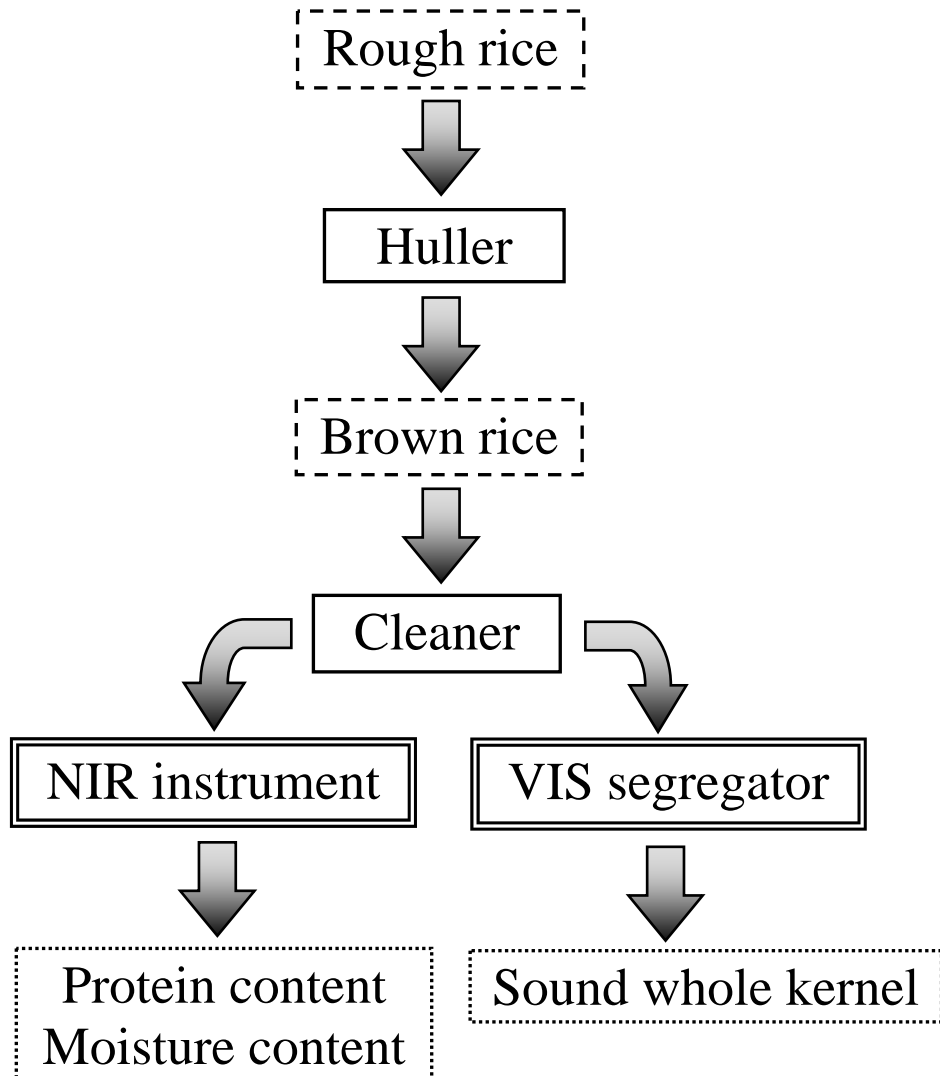 Rough rice
Huller
Brown rice
Cleaner
NIR instrument
VIS segregator
Protein content
Moisture content
Sound whole kernel